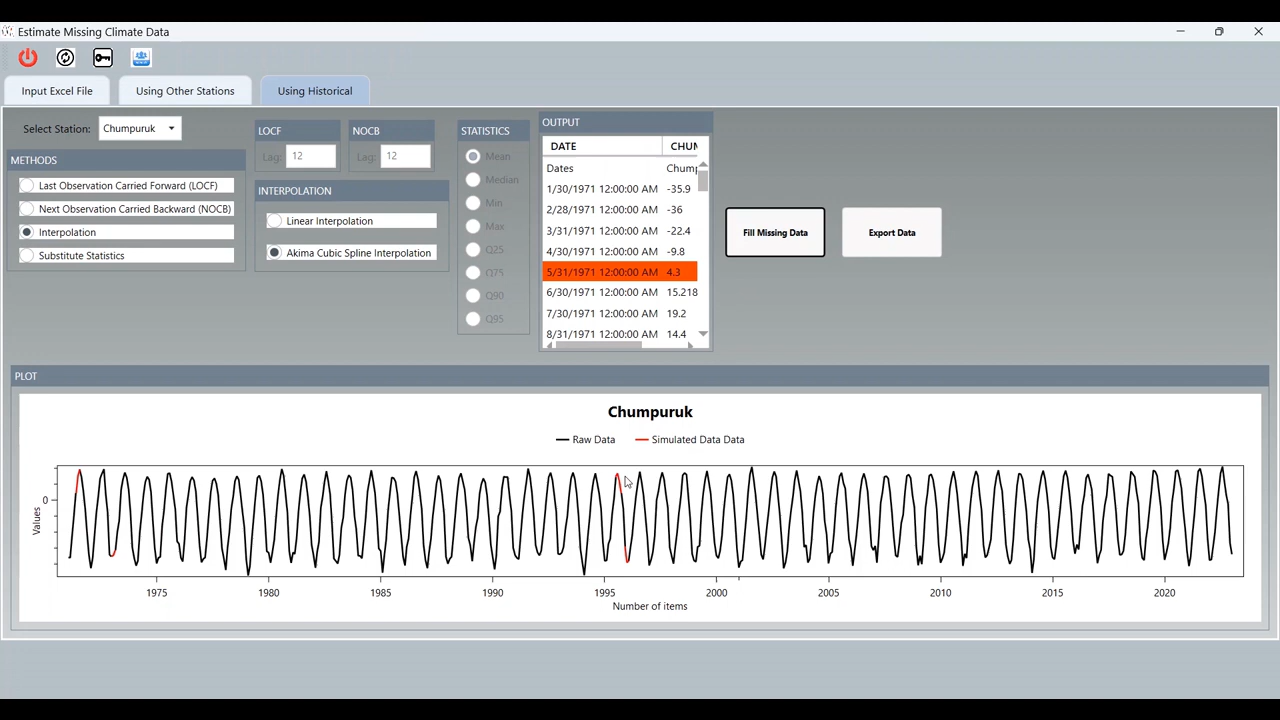 Estimate Missing Climate Data
Input Excel File
Using Other Stations
Using Historical
Select Station: Chumpuruk
METHODS
Last Observation Carried Forward (LOCF)
Next Observation Carried Backward (NOCB)
Interpolation
Substitute Statistics
LOCF
Lag: 12
NOCB
Lag: 12
INTERPOLATION
Linear Interpolation
Akima Cubic Spline Interpolation
STATISTICS
Mean
Median
Min
Max
Q25
Q75
Q90
Q95
OUTPUT
DATE CHUM
Dates Chump
1/30/1971 12:00:00 AM -35.9
2/28/1971 12:00:00 AM -36
3/31/1971 12:00:00 AM -22.4
4/30/1971 12:00:00 AM -9.8
5/31/1971 12:00:00 AM 4.3
6/30/1971 12:00:00 AM 15.218
7/30/1971 12:00:00 AM 19.2
8/31/1971 12:00:00 AM 14.4
Fill Missing Data
Export Data
PLOT
Chumpuruk
Raw Data Simulated Data Data
0
Values
1975 1980 1985 1990 1995 2000 2005 2010 2015 2020
Number of items